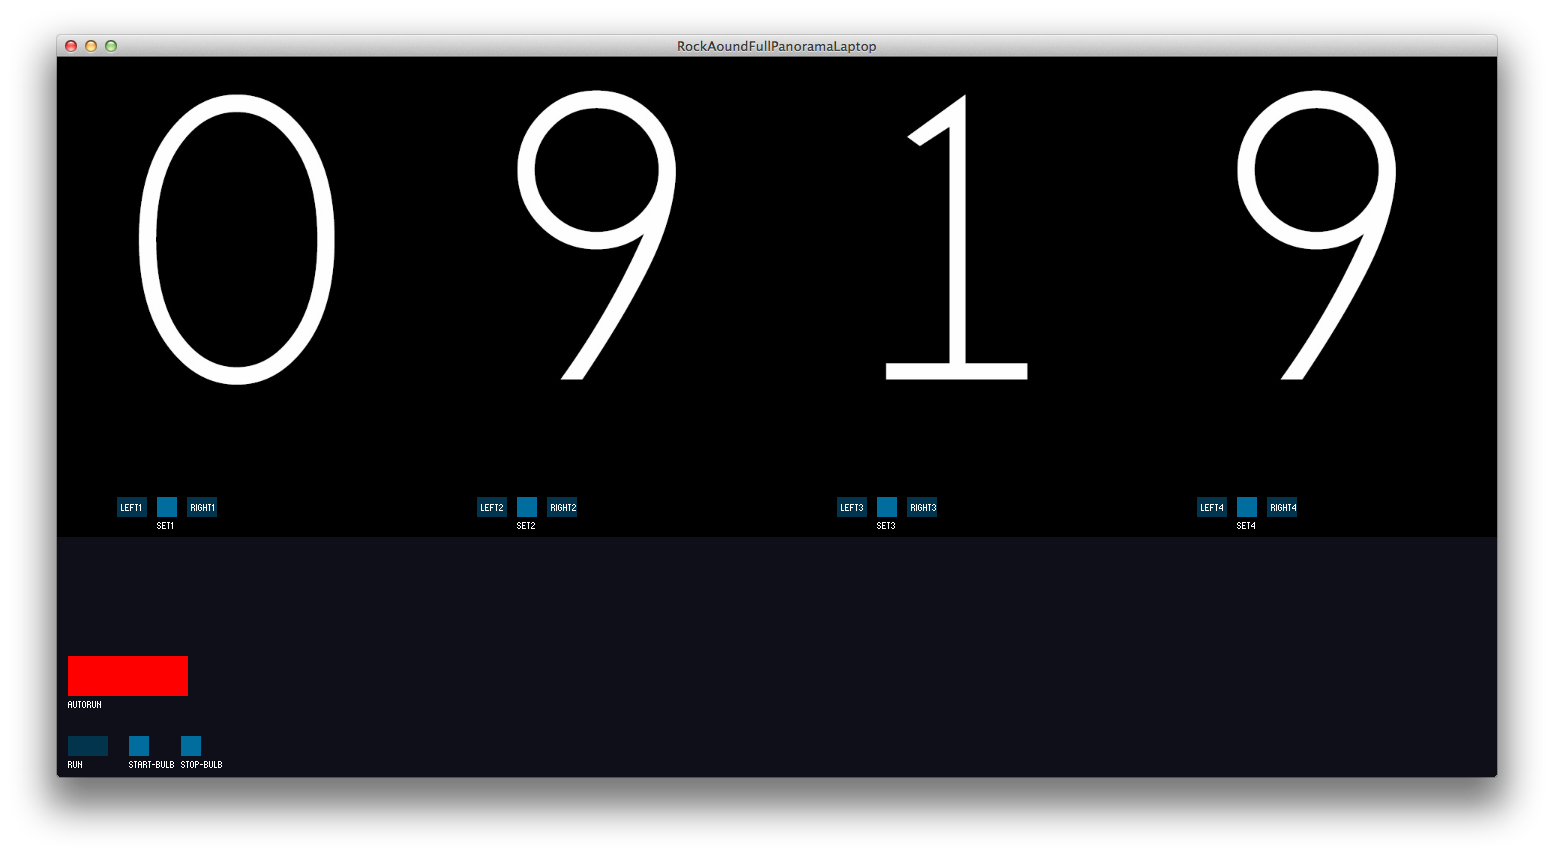 RockAoundFullPanoramaLaptop
0 9 1 9
LEFT1 RIGHT1 LEFT2 RIGHT2 LEFT3 RIGHT3 LEFT4 RIGHT4
SET1 SET2 SET3 SET4
AUTORUN
RUN START-BULB STOP-BULB